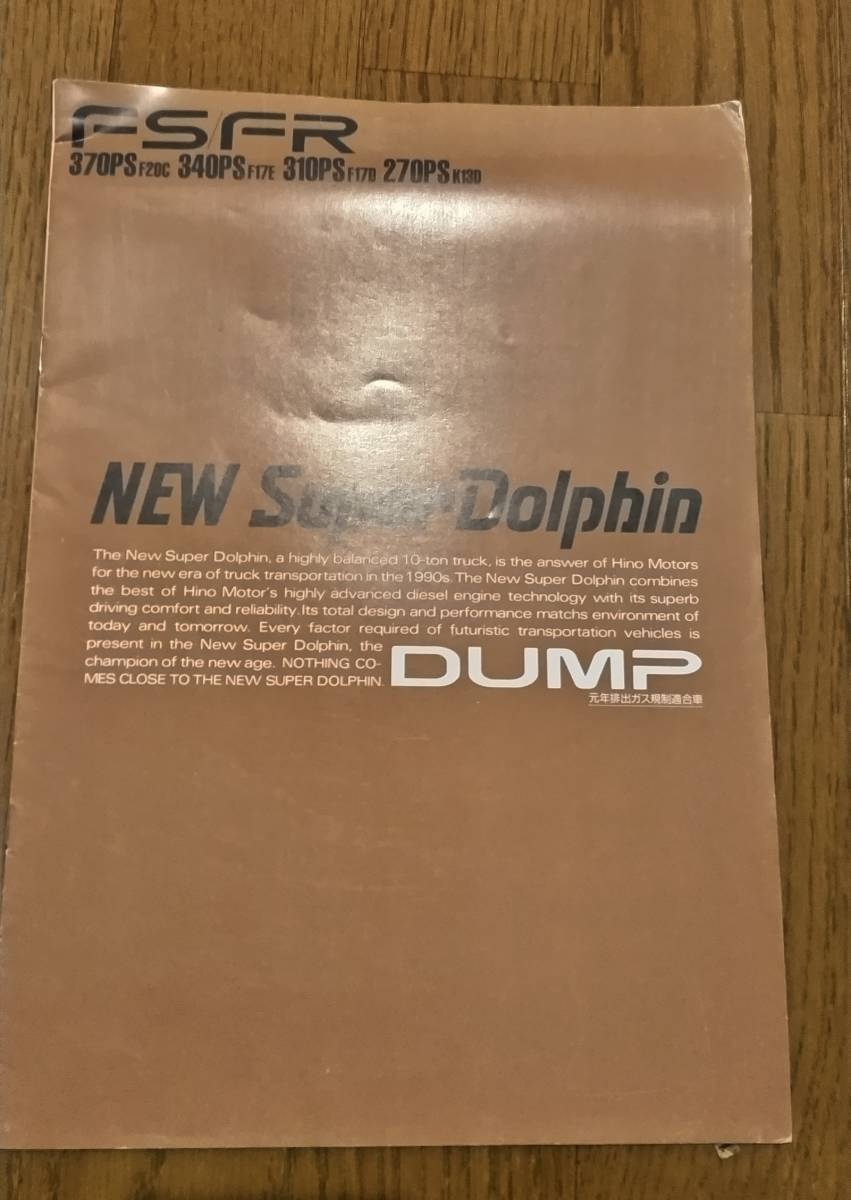 FS/FR
370PS F20C 340PS F17E 310PS F17D 270PS K13D
NEW Super Dolphin
The New Super Dolphin, a highly balanced 10-ton truck, is the answer of Hino Motors
for the new era of truck transportation in the 1990s. The New Super Dolphin combines
the best of Hino Motor's highly advanced diesel engine technology with its superb
driving comfort and reliability. Its total design and performance matchs environment of
today and tomorrow. Every factor required of futuristic transportation vehicles is
present in the New Super Dolphin, the
champion of the new age. NOTHING CO-
MES CLOSE TO THE NEW SUPER DOLPHIN.
DUMP
元年排出ガス規制適合車